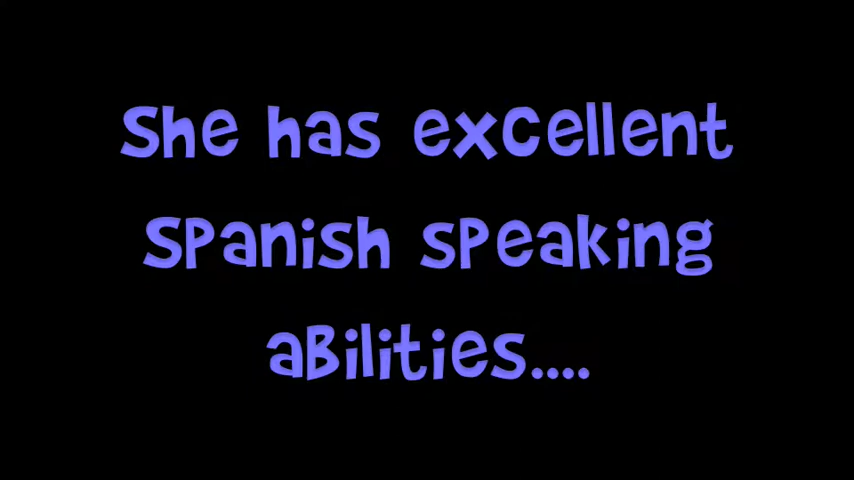 She has excellent
Spanish speaking
abilities....